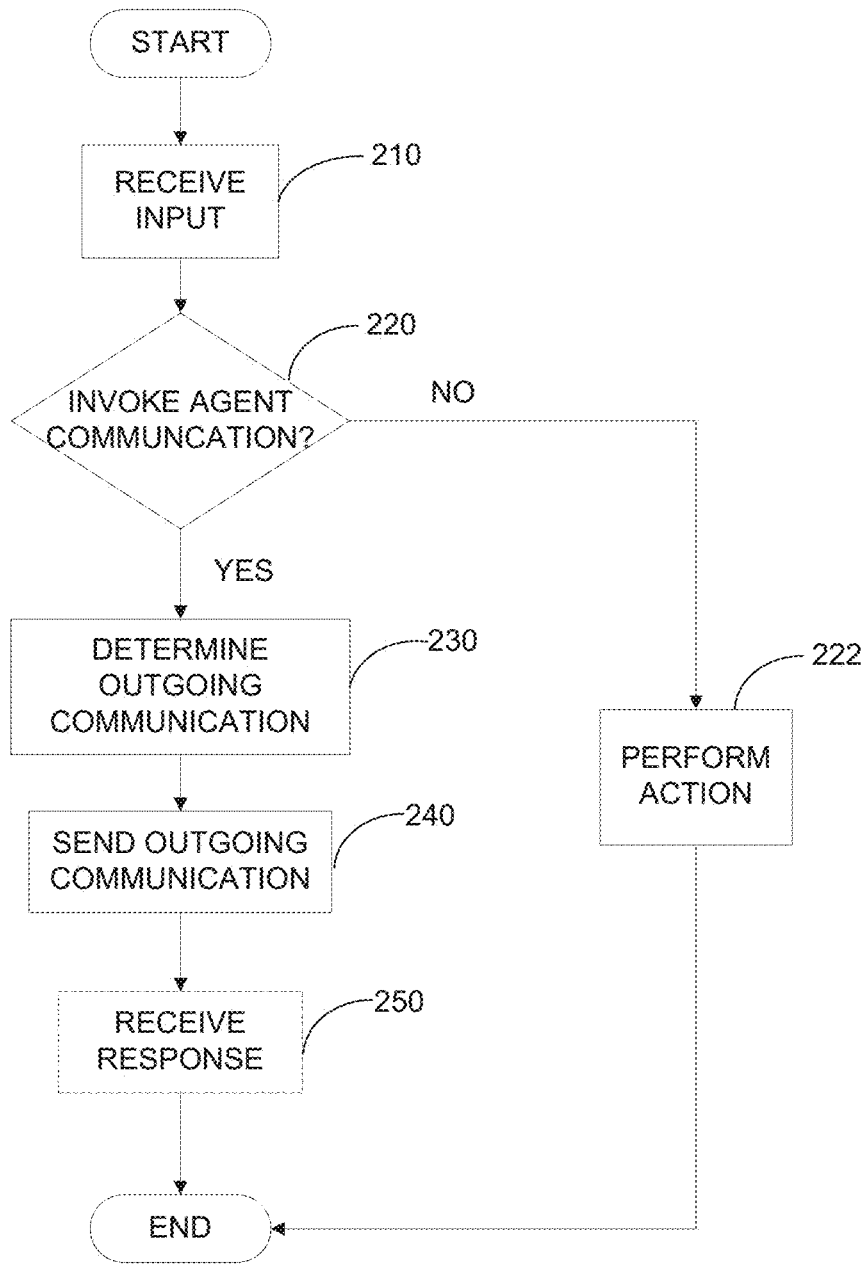 START
210
RECEIVE
INPUT
220
INVOKE AGENT
COMMUNCATION?
NO
YES
230
DETERMINE
OUTGOING
COMMUNICATION
222
PERFORM
ACTION
240
SEND OUTGOING
COMMUNICATION
250
RECEIVE
RESPONSE
END